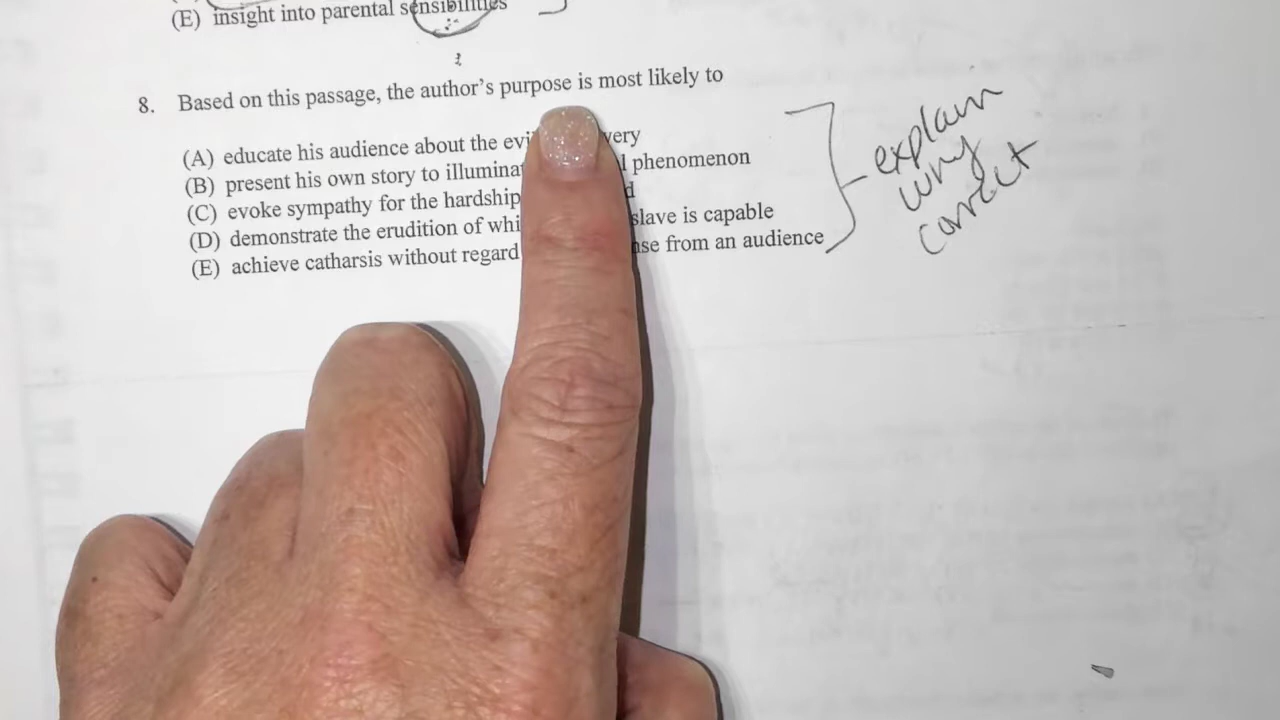 (E) insight into parental sensibilities
8. Based on this passage, the author's purpose is most likely to
(A) educate his audience about the evi very
(B) present his own story to illuminat l phenomenon
(C) evoke sympathy for the hardship d
(D) demonstrate the erudition of whi slave is capable
(E) achieve catharsis without regard nse from an audience
explain
why
correct